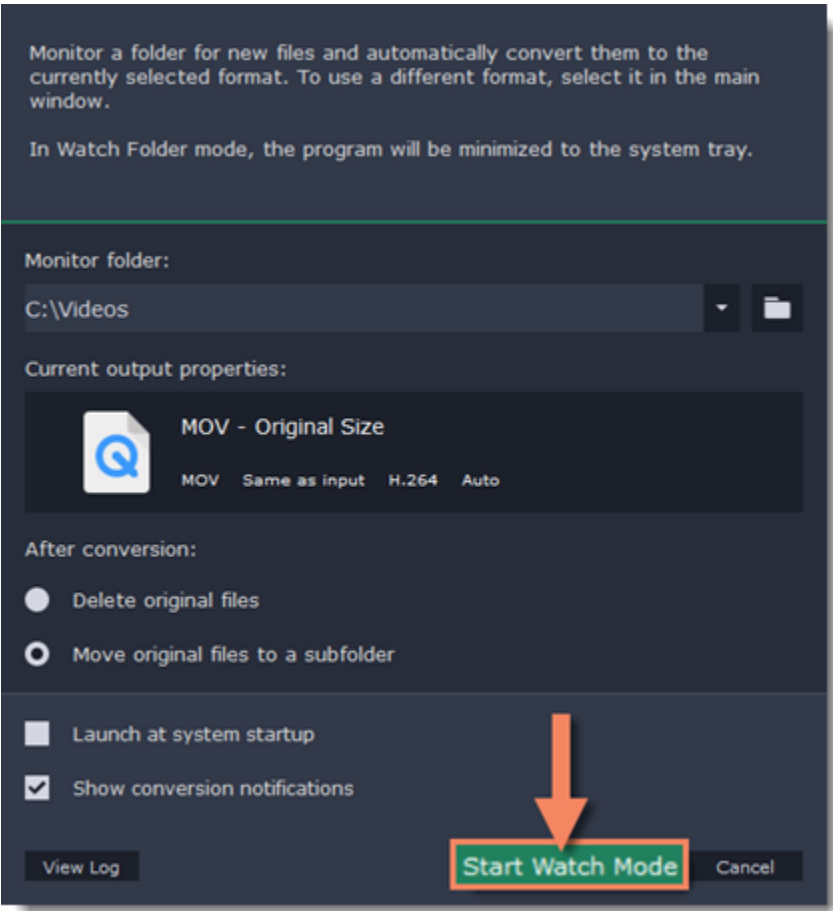 Monitor a folder for new files and automatically convert them to the
currently selected format. To use a different format, select it in the main
window.
In Watch Folder mode, the program will be minimized to the system tray.
Monitor folder:
C:\Videos
Current output properties:
MOV - Original Size
MOV Same as input H.264 Auto
After conversion:
Delete original files
Move original files to a subfolder
Launch at system startup
Show conversion notifications
View Log Start Watch Mode Cancel